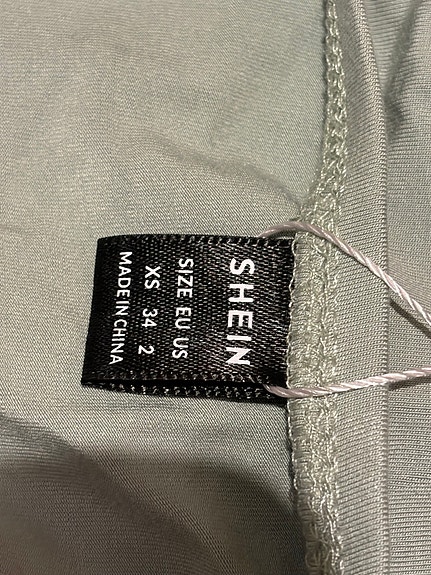 SHEIN
SIZE EU US
XS 34 2
MADE IN CHINA